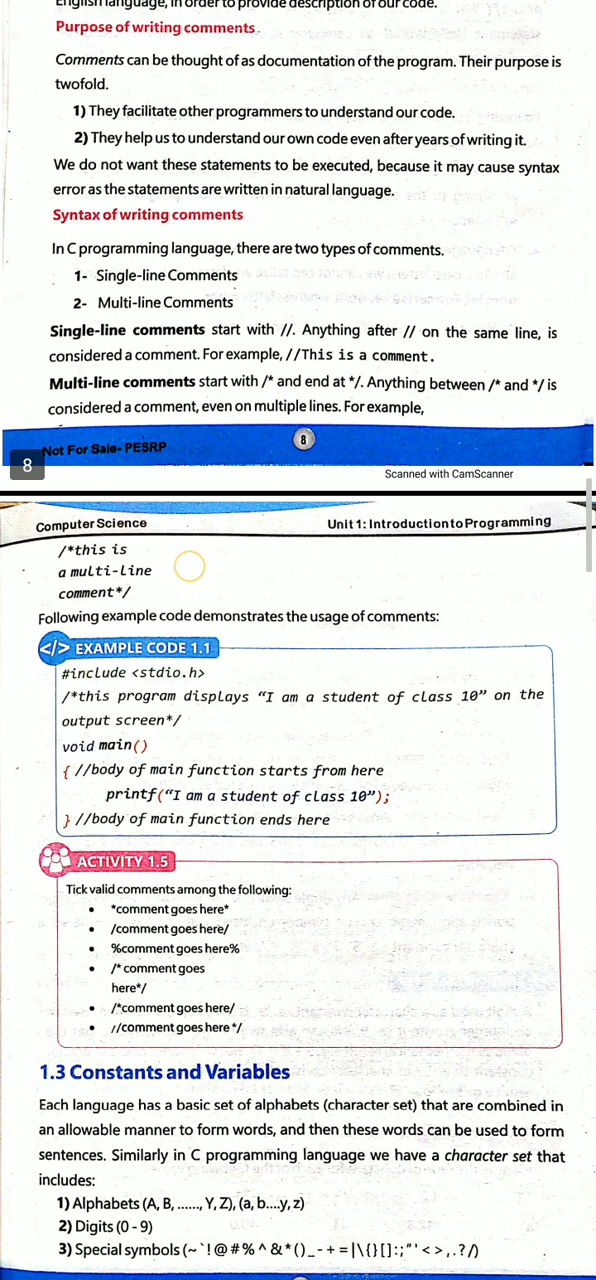 English language, in order to provide description of our code.
Purpose of writing comments
Comments can be thought of as documentation of the program. Their purpose is
twofold.
1) They facilitate other programmers to understand our code.
2) They help us to understand our own code even after years of writing it.
We do not want these statements to be executed, because it may cause syntax
error as the statements are written in natural language.
Syntax of writing comments
In C programming language, there are two types of comments.
1- Single-line Comments
2- Multi-line Comments
Single-line comments start with //. Anything after // on the same line, is
considered a comment. For example, //This is a comment.
Multi-line comments start with /* and end at */. Anything between /* and */ is
considered a comment, even on multiple lines. For example,
Not For Sale- PESRP
8
8
Scanned with CamScanner
Computer Science
Unit 1: Introduction to Programming
/*this is
a multi-line
comment*/
Following example code demonstrates the usage of comments:
</> EXAMPLE CODE 1.1
#include <stdio.h>
/*this program displays “I am a student of class 10” on the
output screen*/
void main()
{ //body of main function starts from here
printf(“I am a student of class 10”);
} //body of main function ends here
ACTIVITY 1.5
Tick valid comments among the following:
• *comment goes here*
• /comment goes here/
• %comment goes here%
• /* comment goes
here*/
• /*comment goes here/
• //comment goes here */
1.3 Constants and Variables
Each language has a basic set of alphabets (character set) that are combined in
an allowable manner to form words, and then these words can be used to form
sentences. Similarly in C programming language we have a character set that
includes:
1) Alphabets (A, B, ......, Y, Z), (a, b....y, z)
2) Digits (0 - 9)
3) Special symbols (~ ` ! @ # % ^ & * ( ) _ - + = | \ { } [ ] : ; " ' < > , . ? /)